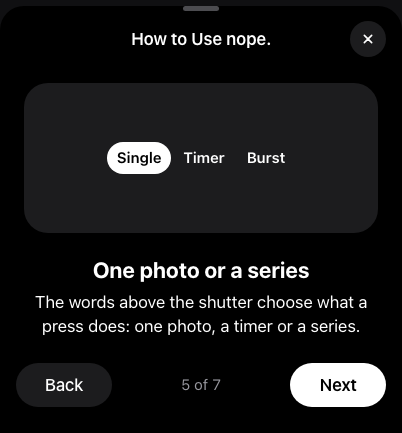 How to Use nope.
Single Timer Burst
One photo or a series
The words above the shutter choose what a
press does: one photo, a timer or a series.
Back 5 of 7 Next